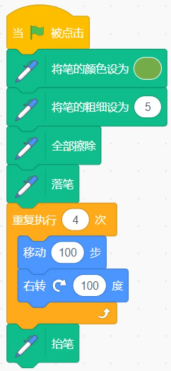 当 被点击
将笔的颜色设为
将笔的粗细设为 5
全部擦除
落笔
重复执行 4 次
移动 100 步
右转 100 度
抬笔